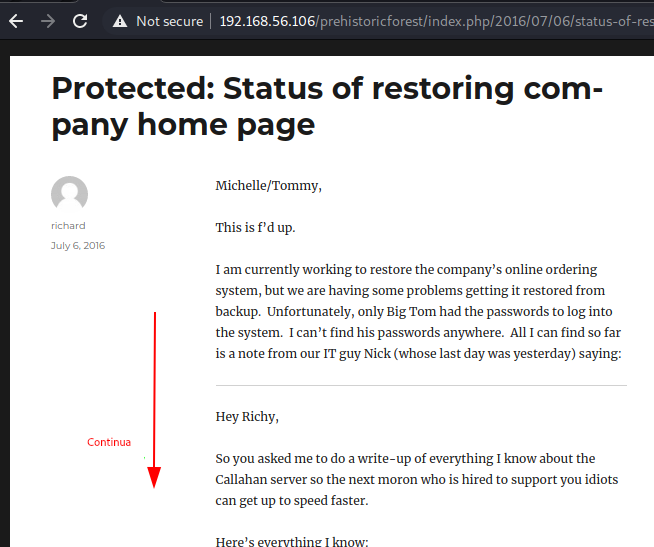 Not secure | 192.168.56.106/prehistoricforest/index.php/2016/07/06/status-of-res
Protected: Status of restoring com-
pany home page
richard
July 6, 2016
Michelle/Tommy,
This is f’d up.
I am currently working to restore the company’s online ordering
system, but we are having some problems getting it restored from
backup.  Unfortunately, only Big Tom had the passwords to log into
the system.  I can’t find his passwords anywhere.  All I can find so far
is a note from our IT guy Nick (whose last day was yesterday) saying:
Hey Richy,
Continua
So you asked me to do a write-up of everything I know about the
Callahan server so the next moron who is hired to support you idiots
can get up to speed faster.
Here’s everything I know: